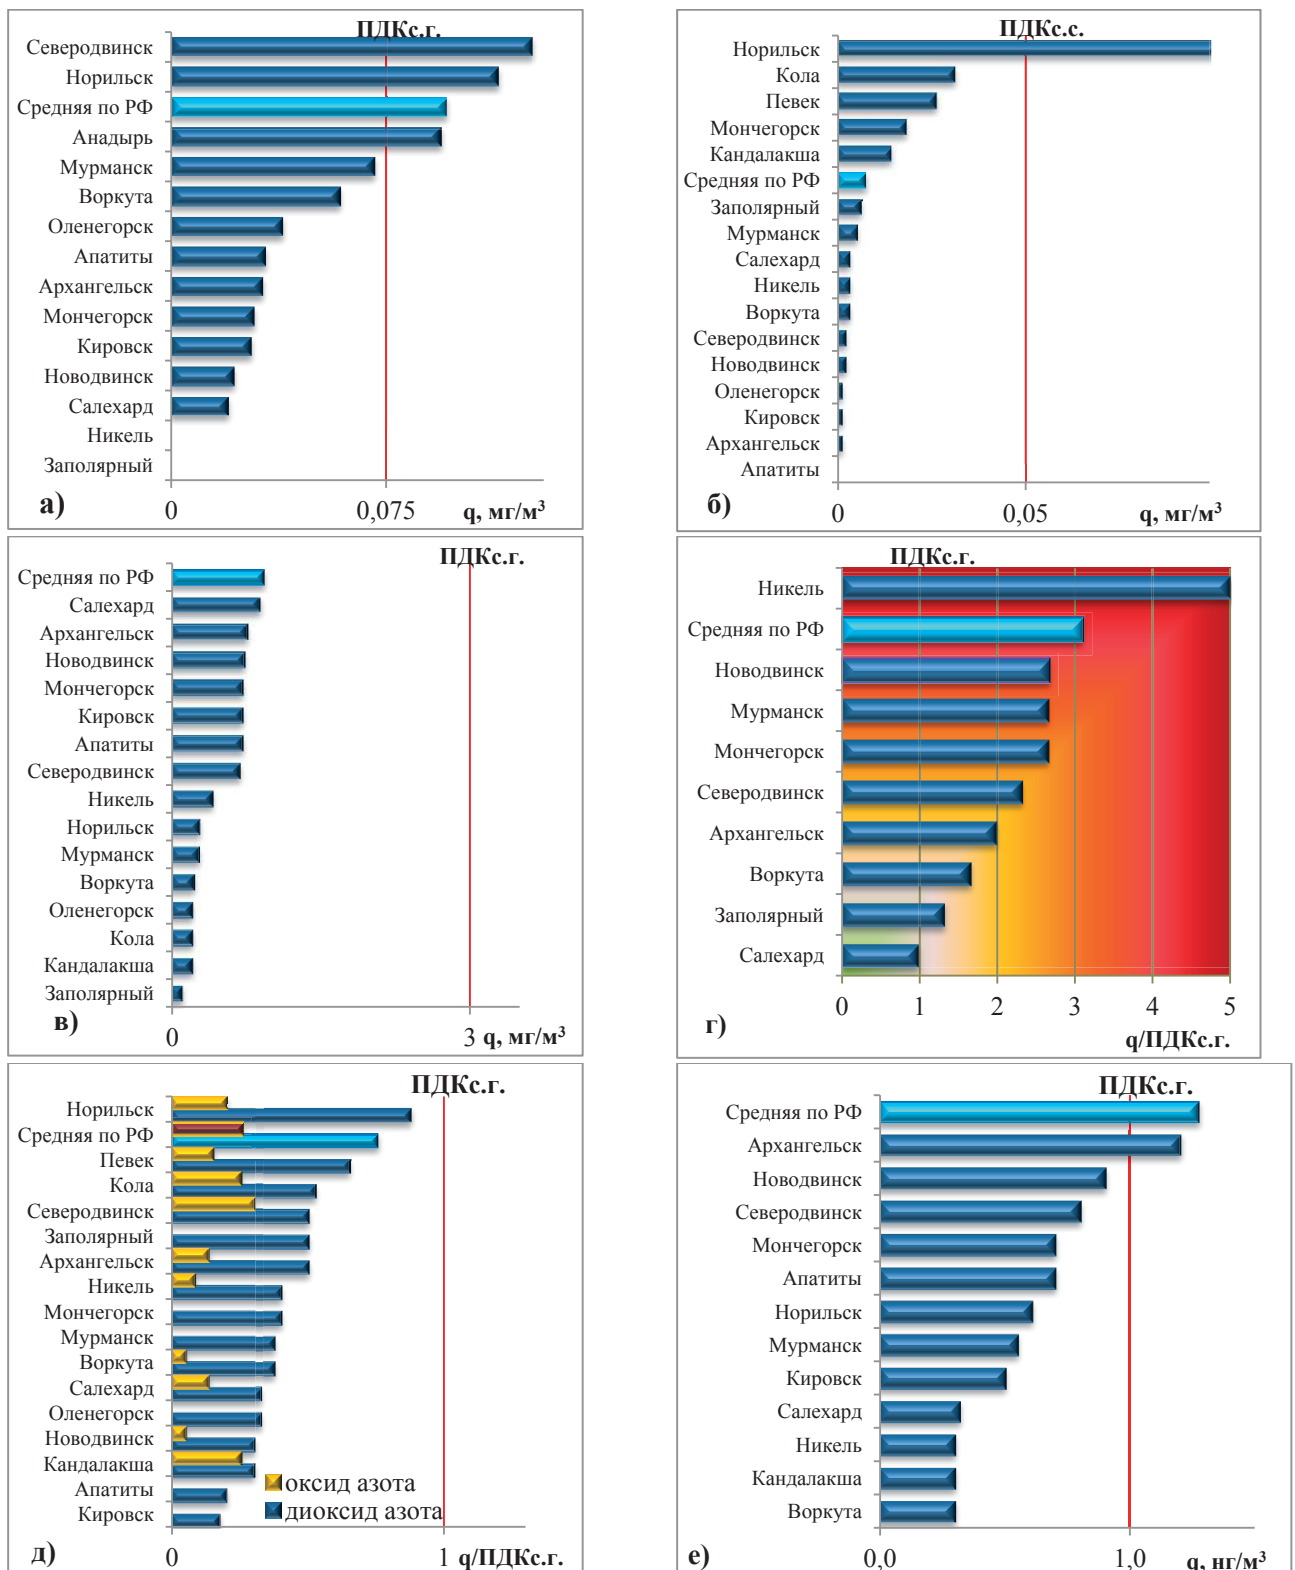 ПДКс.г.
Северодвинск
Норильск
Средняя по РФ
Анадырь
Мурманск
Воркута
Оленегорск
Апатиты
Архангельск
Мончегорск
Кировск
Новодвинск
Салехард
Никель
Заполярный
а)
0
0,075
q, мг/м³
ПДКс.с.
Норильск
Кола
Певек
Мончегорск
Кандалакша
Средняя по РФ
Заполярный
Мурманск
Салехард
Никель
Воркута
Северодвинск
Новодвинск
Оленегорск
Кировск
Архангельск
Апатиты
б)
0
0,05
q, мг/м³
ПДКс.г.
Средняя по РФ
Салехард
Архангельск
Новодвинск
Мончегорск
Кировск
Апатиты
Северодвинск
Никель
Норильск
Мурманск
Воркута
Оленегорск
Кола
Кандалакша
Заполярный
в)
0
3 q, мг/м³
ПДКс.г.
Никель
Средняя по РФ
Новодвинск
Мурманск
Мончегорск
Северодвинск
Архангельск
Воркута
Заполярный
Салехард
0 1 2 3 4 5
г)
q/ПДКс.г.
ПДКс.г.
Норильск
Средняя по РФ
Певек
Кола
Северодвинск
Заполярный
Архангельск
Никель
Мончегорск
Мурманск
Воркута
Салехард
Оленегорск
Новодвинск
Кандалакша
Апатиты
Кировск
оксид азота
диоксид азота
д)
0
1 q/ПДКс.г.
ПДКс.г.
Средняя по РФ
Архангельск
Новодвинск
Северодвинск
Мончегорск
Апатиты
Норильск
Мурманск
Кировск
Салехард
Никель
Кандалакша
Воркута
е)
0,0
1,0
q, нг/м³